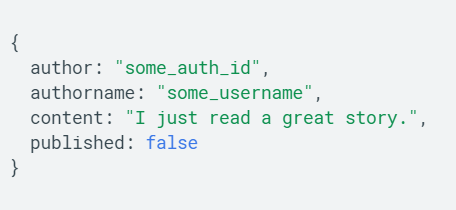 {
author: "some_auth_id",
authorname: "some_username",
content: "I just read a great story.",
published: false
}